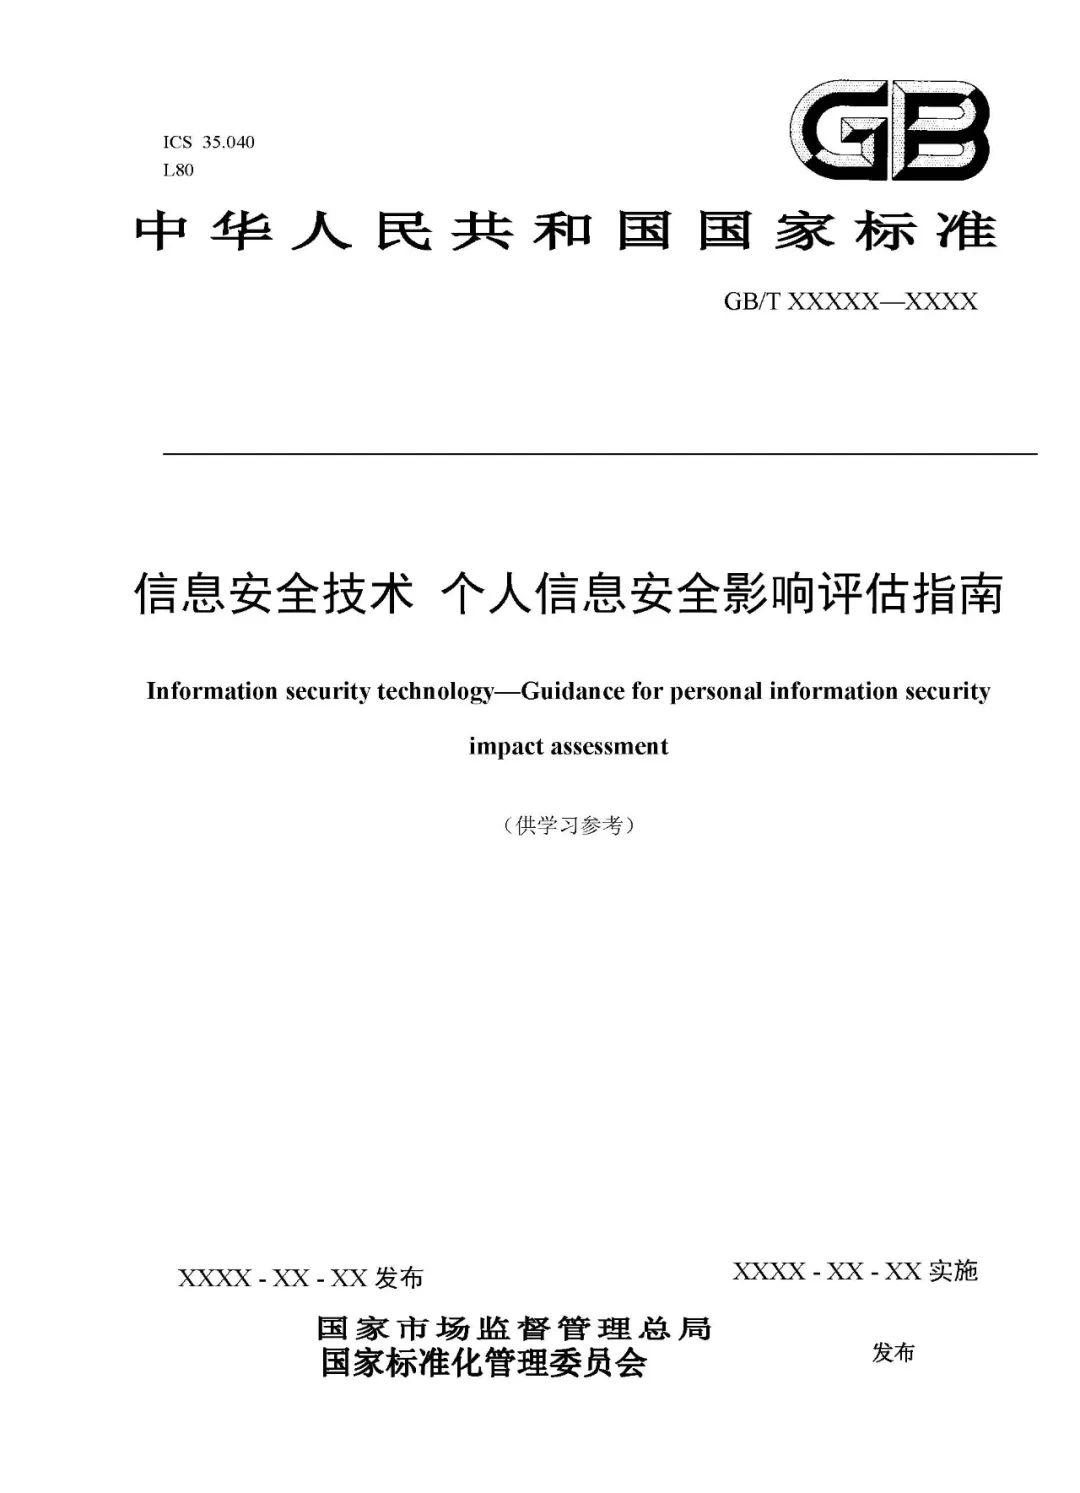 GB
ICS 35.040
L80
中华人民共和国国家标准
GB/T XXXXX—XXXX
信息安全技术 个人信息安全影响评估指南
Information security technology—Guidance for personal information security
impact assessment
（供学习参考）
XXXX - XX - XX 发布
XXXX - XX - XX 实施
国家市场监督管理总局
国家标准化管理委员会
发布